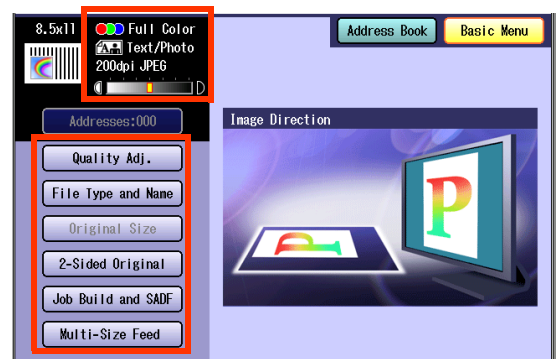 8.5x11
Full Color
Text/Photo
200dpi JPEG
Address Book
Basic Menu
Addresses:000
Quality Adj.
File Type and Name
Original Size
2-Sided Original
Job Build and SADF
Multi-Size Feed
Image Direction
P
P